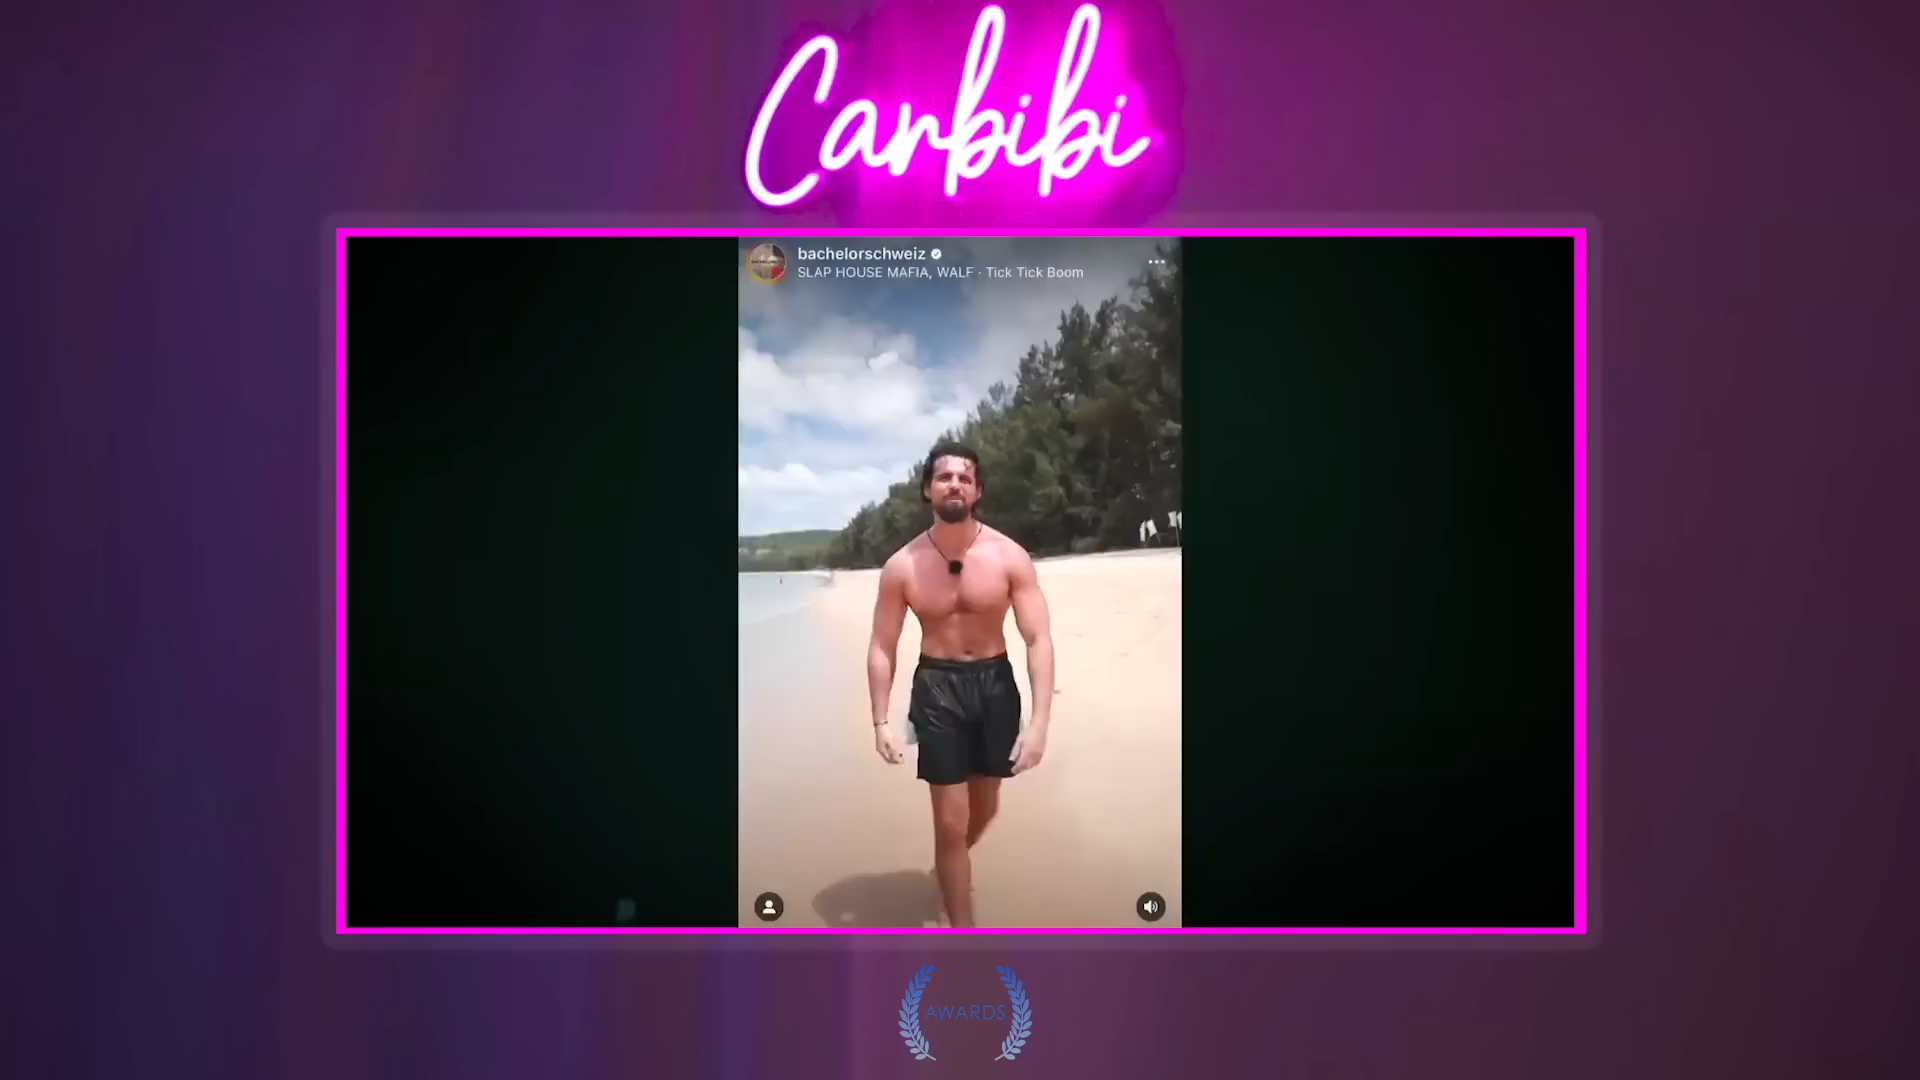 Carbibi
bachelorschweiz
SLAP HOUSE MAFIA, WALF · Tick Tick Boom
AWARDS